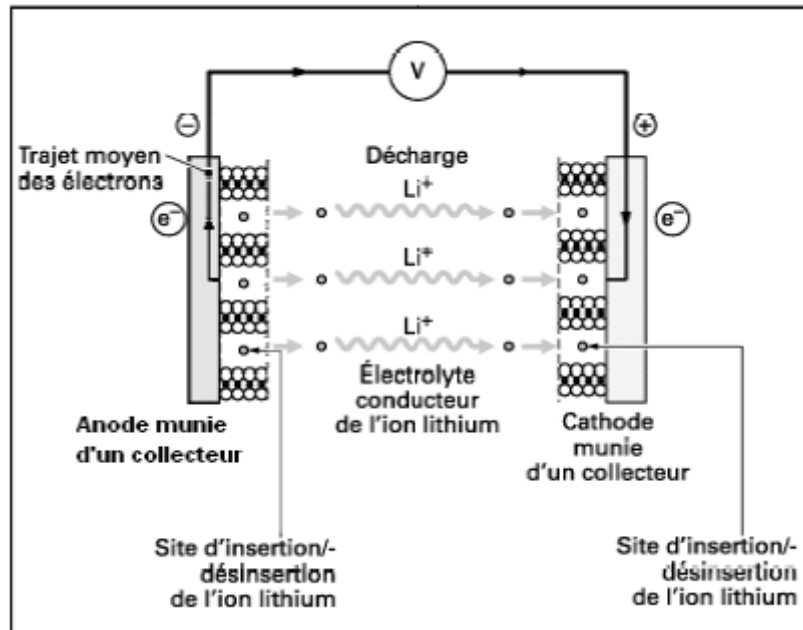 V
−
+
Trajet moyen
des électrons
Décharge
e−
Li+
e−
Li+
Li+
Électrolyte
conducteur
de l'ion lithium
Anode munie
d'un collecteur
Cathode
munie
d'un collecteur
Site d'insertion/-
désinsertion
de l'ion lithium
Site d'insertion/-
désinsertion
de l'ion lithium